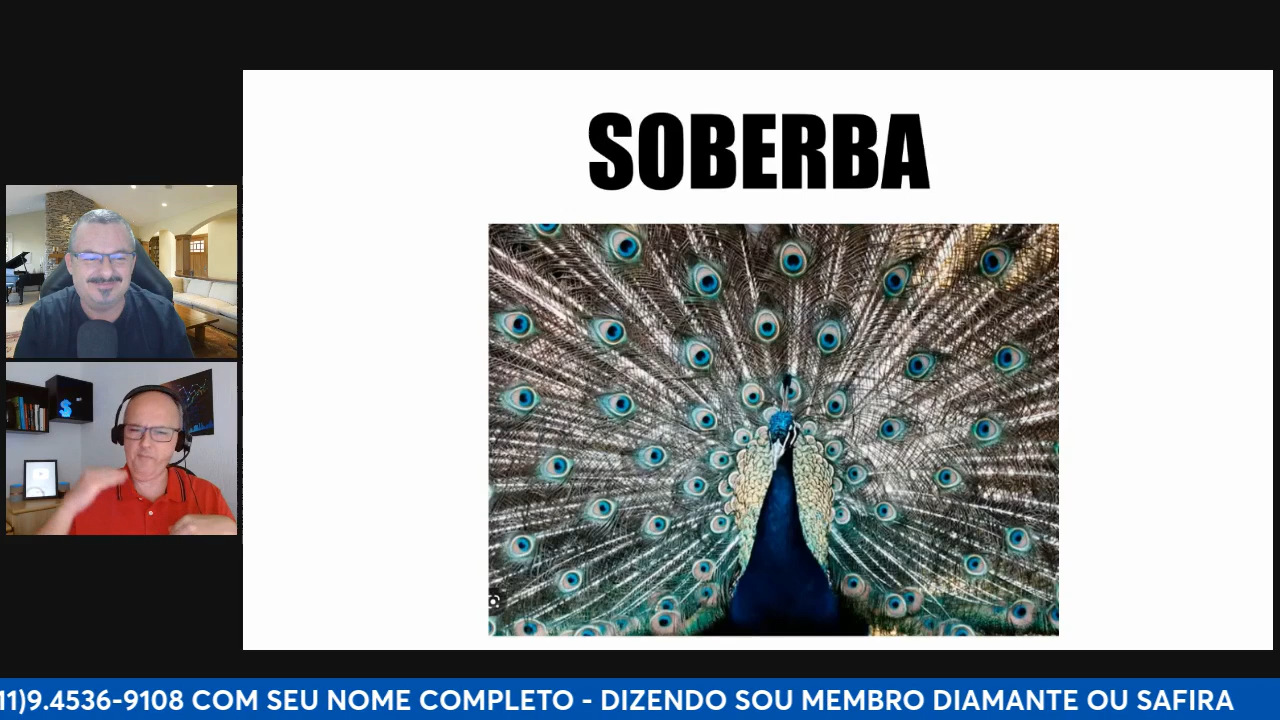 SOBERBA
11)9.4536-9108 COM SEU NOME COMPLETO - DIZENDO SOU MEMBRO DIAMANTE OU SAFIRA